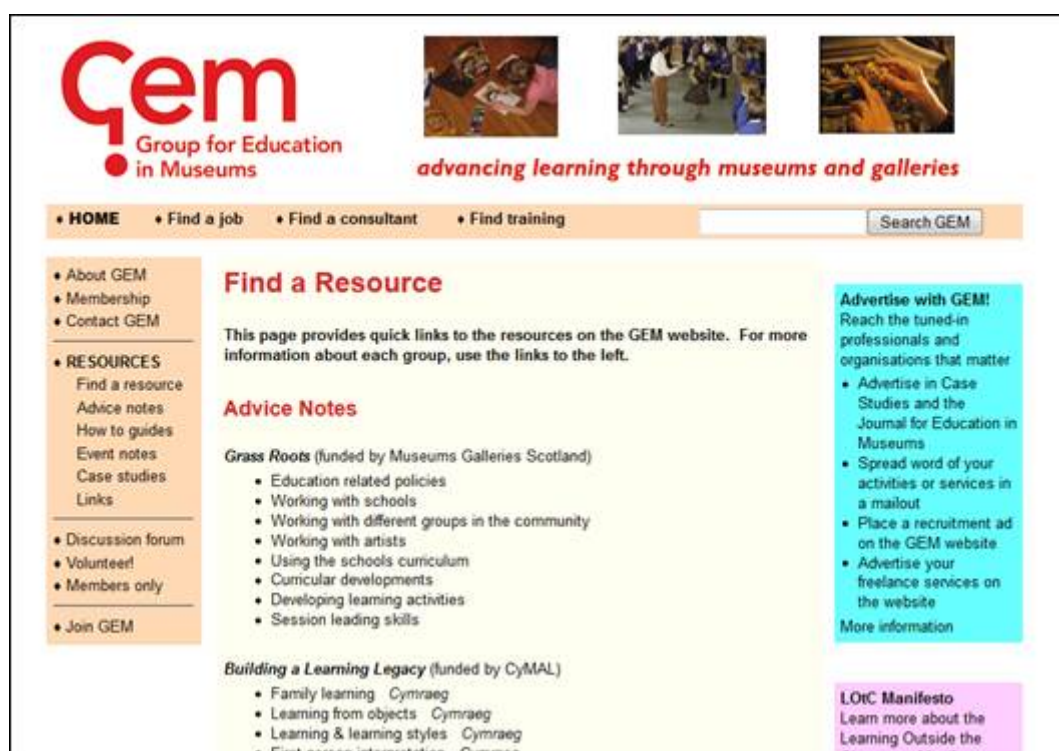 Gem
Group for Education
in Museums
advancing learning through museums and galleries
♦ HOME ♦ Find a job ♦ Find a consultant ♦ Find training Search GEM
♦ About GEM
♦ Membership
♦ Contact GEM
♦ RESOURCES
Find a resource
Advice notes
How to guides
Event notes
Case studies
Links
♦ Discussion forum
♦ Volunteer!
♦ Members only
♦ Join GEM
Find a Resource
This page provides quick links to the resources on the GEM website. For more
information about each group, use the links to the left.
Advice Notes
Grass Roots (funded by Museums Galleries Scotland)
• Education related policies
• Working with schools
• Working with different groups in the community
• Working with artists
• Using the schools curriculum
• Curricular developments
• Developing learning activities
• Session leading skills
Building a Learning Legacy (funded by CyMAL)
• Family learning Cymraeg
• Learning from objects Cymraeg
• Learning & learning styles Cymraeg
Advertise with GEM!
Reach the tuned-in
professionals and
organisations that matter
• Advertise in Case
Studies and the
Journal for Education in
Museums
• Spread word of your
activities or services in
a mailout
• Place a recruitment ad
on the GEM website
• Advertise your
freelance services on
the website
More information
LOtC Manifesto
Learn more about the
Learning Outside the